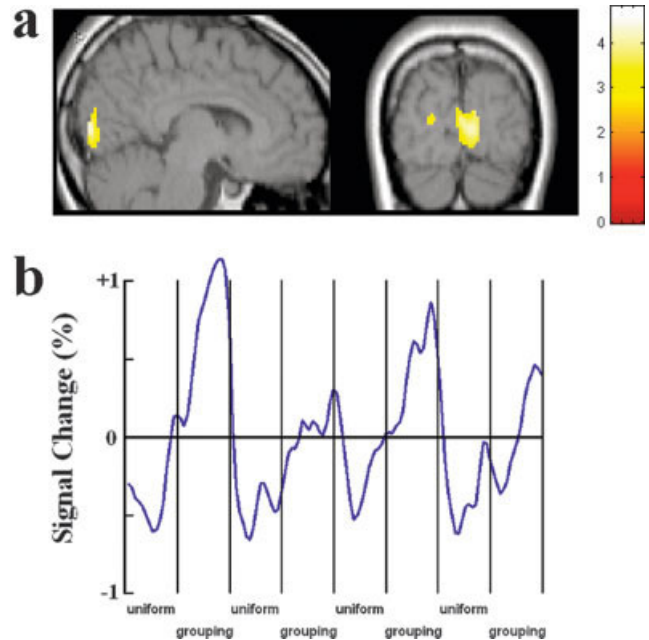 a
4
3
2
1
0
b
Signal Change (%)
+1
0
-1
uniform uniform uniform uniform
grouping grouping grouping grouping